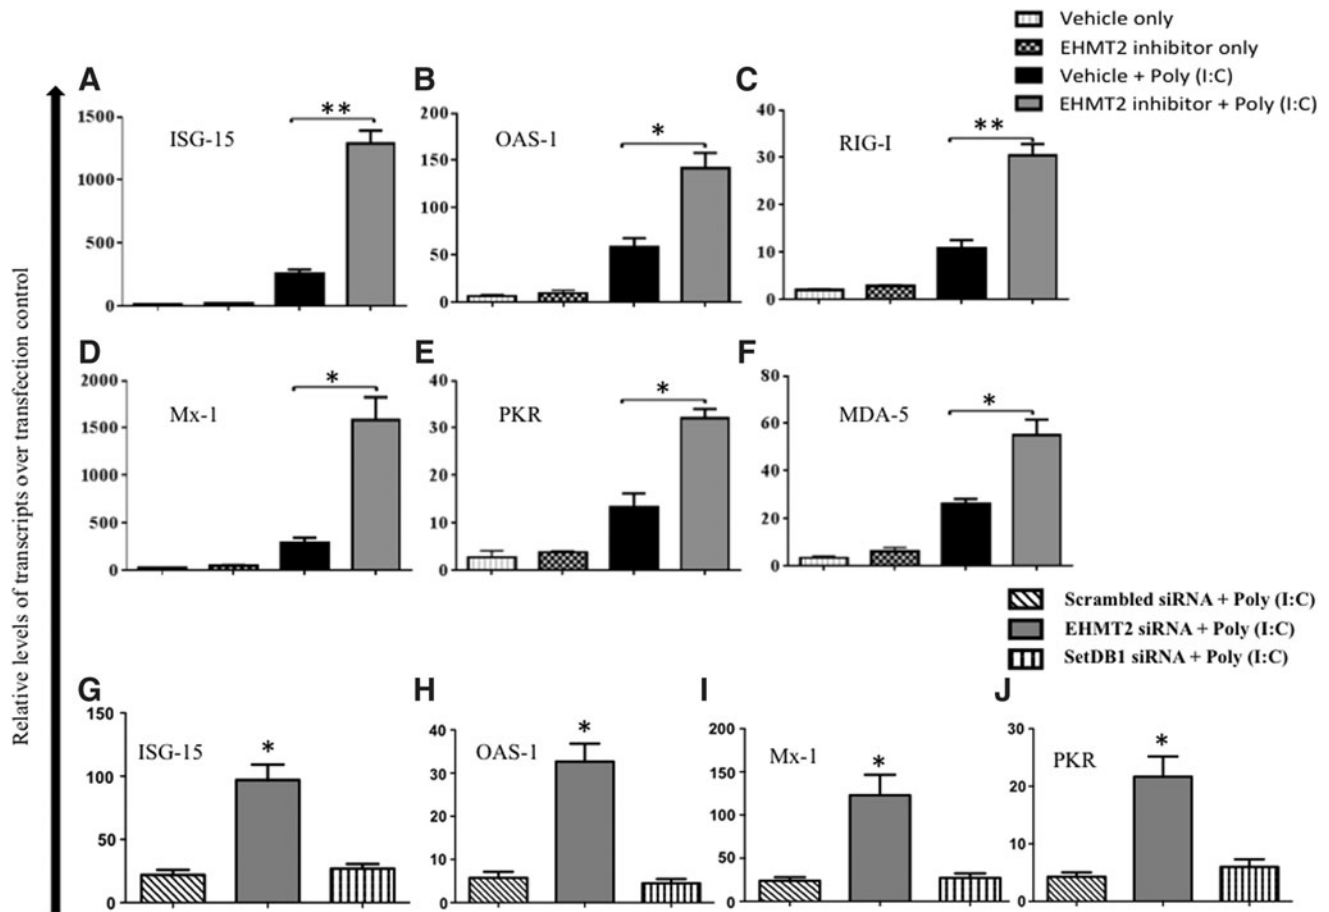 Vehicle only
EHMT2 inhibitor only
Vehicle + Poly (I:C)
EHMT2 inhibitor + Poly (I:C)
Relative levels of transcripts over transfection control
A
ISG-15
**
1500
1000
500
0
B
OAS-1
*
200
150
100
50
0
C
RIG-I
**
40
30
20
10
0
D
Mx-1
*
2000
1500
1000
500
0
E
PKR
*
40
30
20
10
0
F
MDA-5
*
80
60
40
20
0
Scrambled siRNA + Poly (I:C)
EHMT2 siRNA + Poly (I:C)
SetDB1 siRNA + Poly (I:C)
G
ISG-15
*
150
100
50
0
H
OAS-1
*
40
30
20
10
0
I
Mx-1
*
200
150
100
50
0
J
PKR
*
30
20
10
0